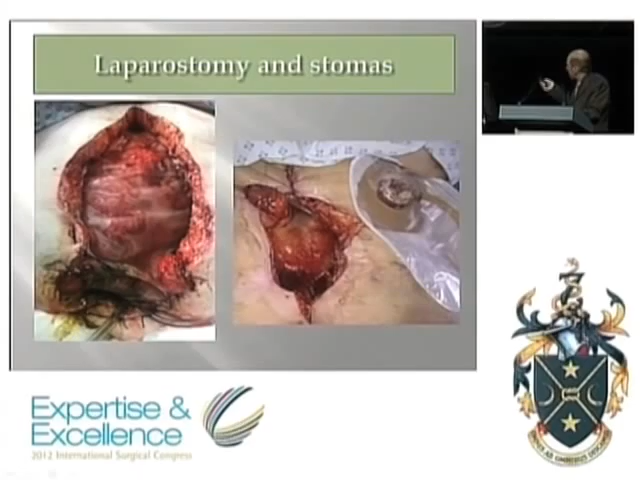 Laparostomy and stomas
Expertise &
Excellence
2012 International Surgical Congress